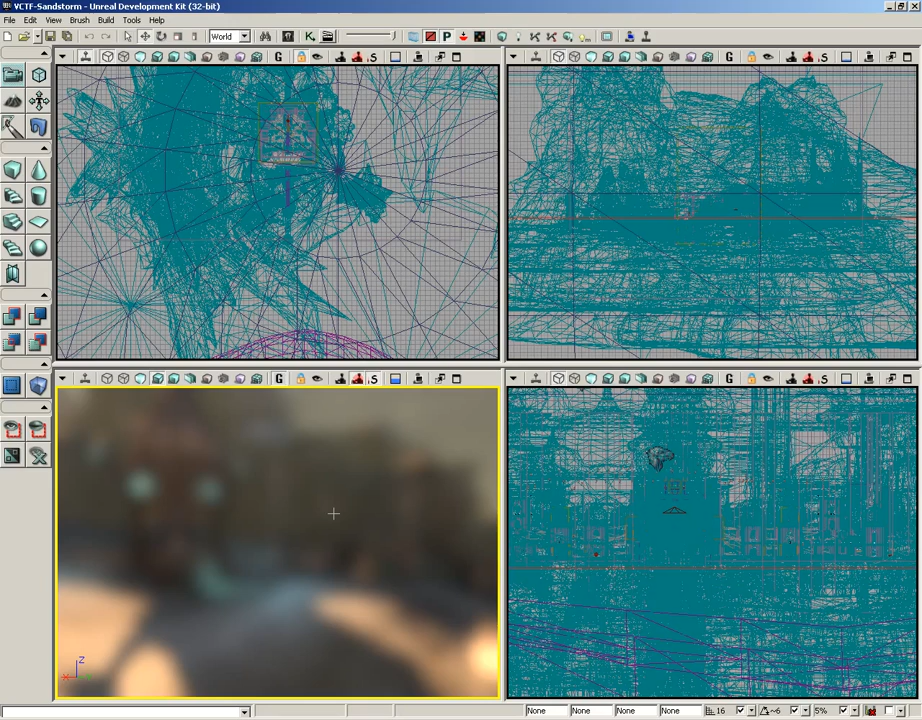 VCTF-Sandstorm - Unreal Development Kit (32-bit)
File Edit View Brush Build Tools Help
World
P
S
G
S
G
S
G
S
G
S
Z
X
None None None None 16 ~6 5%